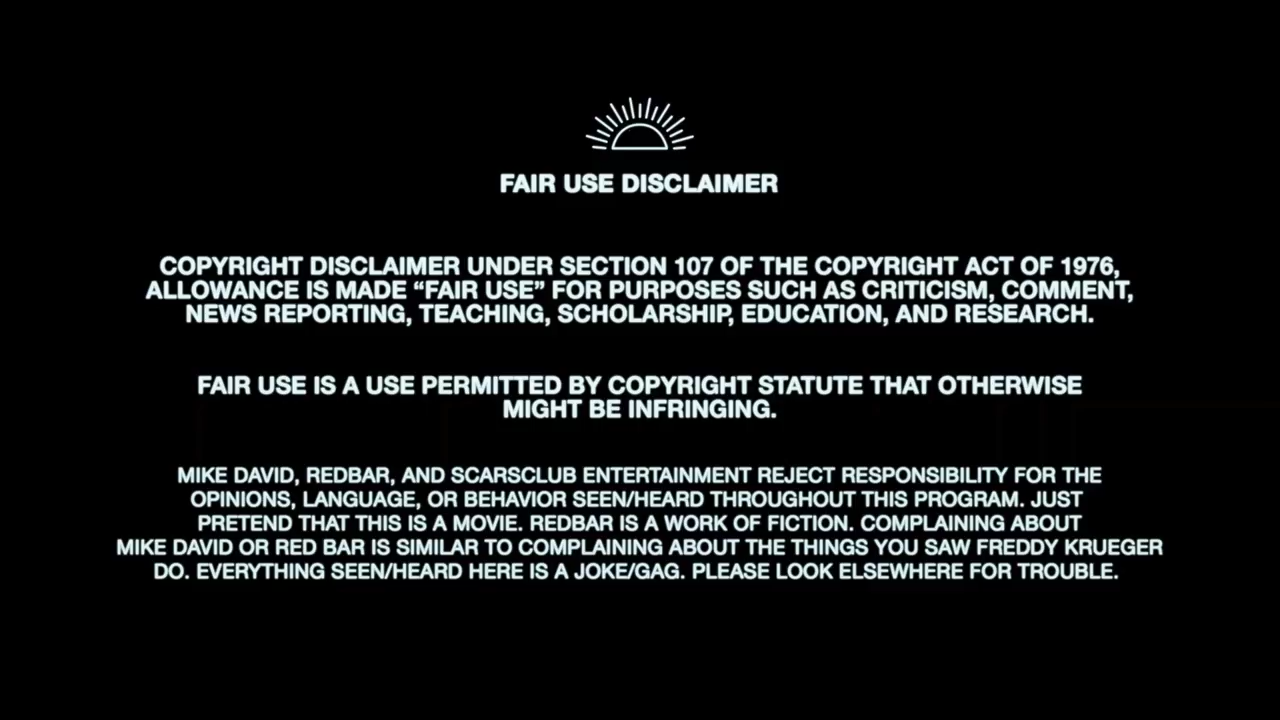 FAIR USE DISCLAIMER
COPYRIGHT DISCLAIMER UNDER SECTION 107 OF THE COPYRIGHT ACT OF 1976,
ALLOWANCE IS MADE “FAIR USE” FOR PURPOSES SUCH AS CRITICISM, COMMENT,
NEWS REPORTING, TEACHING, SCHOLARSHIP, EDUCATION, AND RESEARCH.
FAIR USE IS A USE PERMITTED BY COPYRIGHT STATUTE THAT OTHERWISE
MIGHT BE INFRINGING.
MIKE DAVID, REDBAR, AND SCARSCLUB ENTERTAINMENT REJECT RESPONSIBILITY FOR THE
OPINIONS, LANGUAGE, OR BEHAVIOR SEEN/HEARD THROUGHOUT THIS PROGRAM. JUST
PRETEND THAT THIS IS A MOVIE. REDBAR IS A WORK OF FICTION. COMPLAINING ABOUT
MIKE DAVID OR RED BAR IS SIMILAR TO COMPLAINING ABOUT THE THINGS YOU SAW FREDDY KRUEGER
DO. EVERYTHING SEEN/HEARD HERE IS A JOKE/GAG. PLEASE LOOK ELSEWHERE FOR TROUBLE.